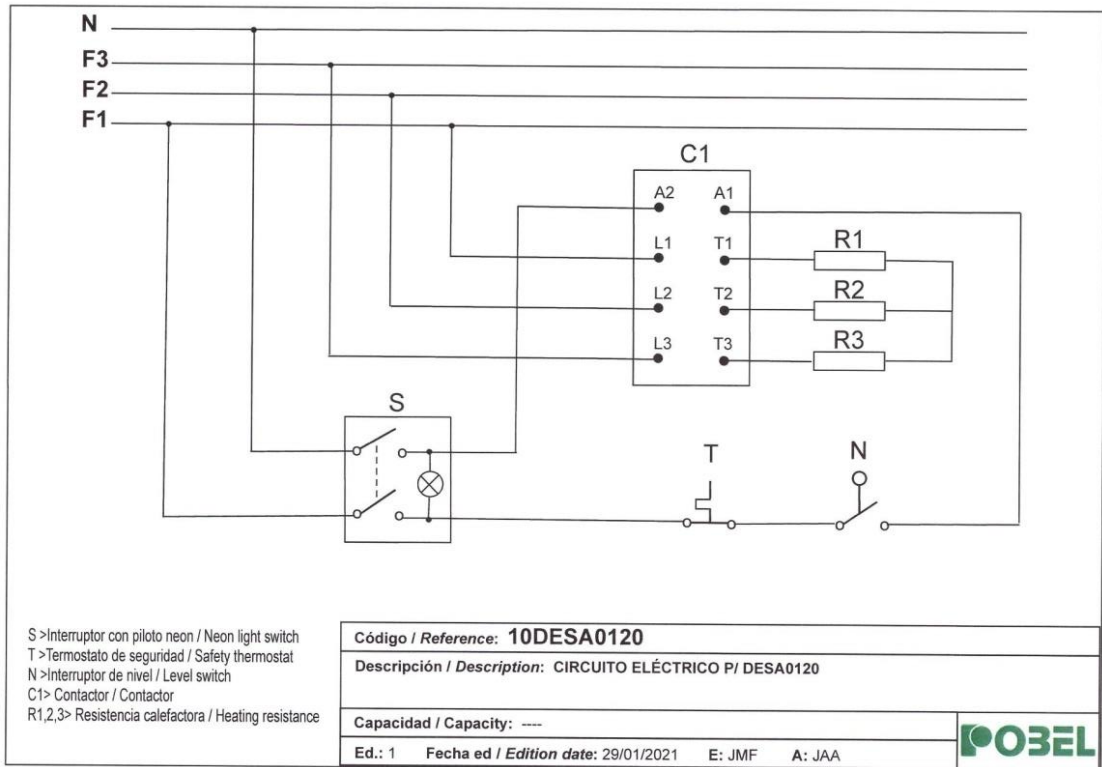 N
F3
F2
F1
C1
A2 A1
L1 T1 R1
L2 T2 R2
L3 T3 R3
S
T N
S >Interruptor con piloto neon / Neon light switch
T >Termostato de seguridad / Safety thermostat
N >Interruptor de nivel / Level switch
C1> Contactor / Contactor
R1,2,3> Resistencia calefactora / Heating resistance
Código / Reference: 10DESA0120
Descripción / Description: CIRCUITO ELÉCTRICO P/ DESA0120
Capacidad / Capacity: ----
Ed.: 1 Fecha ed / Edition date: 29/01/2021 E: JMF A: JAA
POBEL